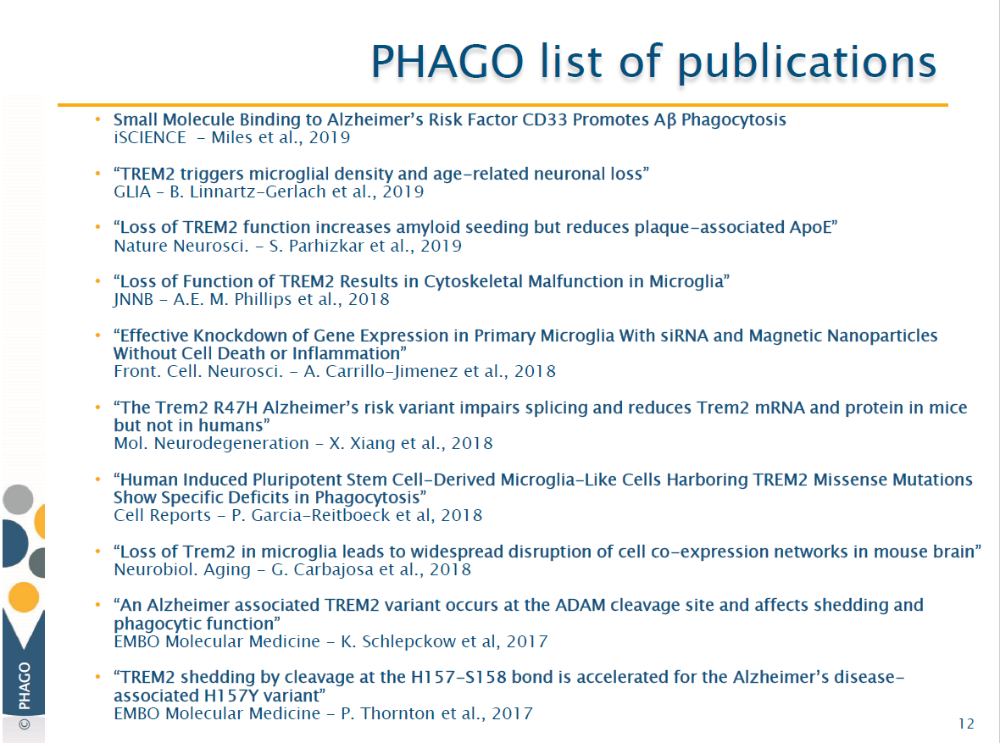 PHAGO list of publications
• Small Molecule Binding to Alzheimer’s Risk Factor CD33 Promotes Aβ Phagocytosis
iSCIENCE – Miles et al., 2019
• “TREM2 triggers microglial density and age-related neuronal loss”
GLIA – B. Linnartz-Gerlach et al., 2019
• “Loss of TREM2 function increases amyloid seeding but reduces plaque-associated ApoE”
Nature Neurosci. – S. Parhizkar et al., 2019
• “Loss of Function of TREM2 Results in Cytoskeletal Malfunction in Microglia”
JNNB – A.E. M. Phillips et al., 2018
• “Effective Knockdown of Gene Expression in Primary Microglia With siRNA and Magnetic Nanoparticles
Without Cell Death or Inflammation”
Front. Cell. Neurosci. – A. Carrillo-Jimenez et al., 2018
• “The Trem2 R47H Alzheimer’s risk variant impairs splicing and reduces Trem2 mRNA and protein in mice
but not in humans”
Mol. Neurodegeneration – X. Xiang et al., 2018
• “Human Induced Pluripotent Stem Cell-Derived Microglia-Like Cells Harboring TREM2 Missense Mutations
Show Specific Deficits in Phagocytosis”
Cell Reports – P. Garcia-Reitboeck et al, 2018
• “Loss of Trem2 in microglia leads to widespread disruption of cell co-expression networks in mouse brain”
Neurobiol. Aging – G. Carbajosa et al., 2018
• “An Alzheimer associated TREM2 variant occurs at the ADAM cleavage site and affects shedding and
phagocytic function”
EMBO Molecular Medicine – K. Schlepckow et al, 2017
• “TREM2 shedding by cleavage at the H157-S158 bond is accelerated for the Alzheimer’s disease-
associated H157Y variant”
EMBO Molecular Medicine – P. Thornton et al., 2017
© PHAGO
12